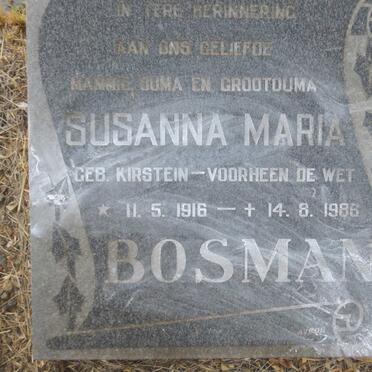 IN TERE HERINNERING
AAN ONS GELIEFDE
MAMMIE, OUMA EN GROOTOUMA
SUSANNA MARIA
GEB. KIRSTEIN — VOORHEEN DE WET
★ 11. 5. 1916 — ✝ 14. 8. 1986
BOSMAN